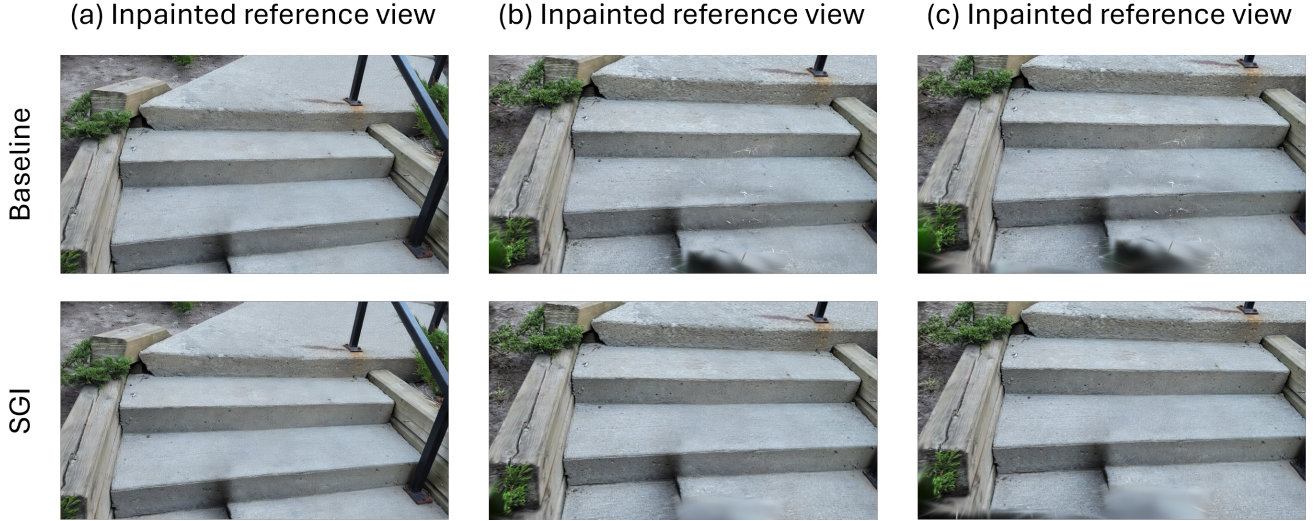 (a) Inpainted reference view
(b) Inpainted reference view
(c) Inpainted reference view
Baseline
SGI